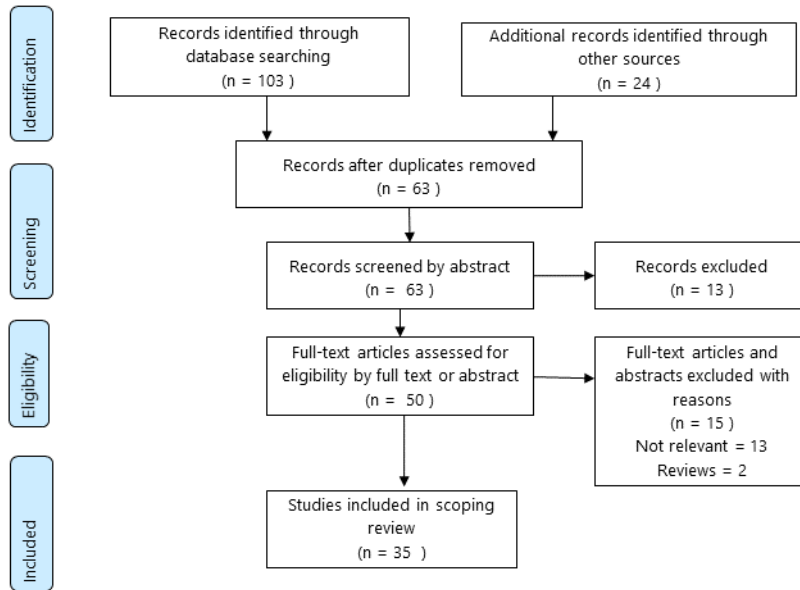 Identification
Records identified through
database searching
(n = 103)
Additional records identified through
other sources
(n = 24)
Records after duplicates removed
(n = 63 )
Screening
Records screened by abstract
(n = 63)
Records excluded
(n = 13)
Eligibility
Full-text articles assessed for
eligibility by full text or abstract
(n = 50)
Full-text articles and
abstracts excluded with
reasons
(n = 15)
Not relevant = 13
Reviews = 2
Included
Studies included in scoping
review
(n = 35 )